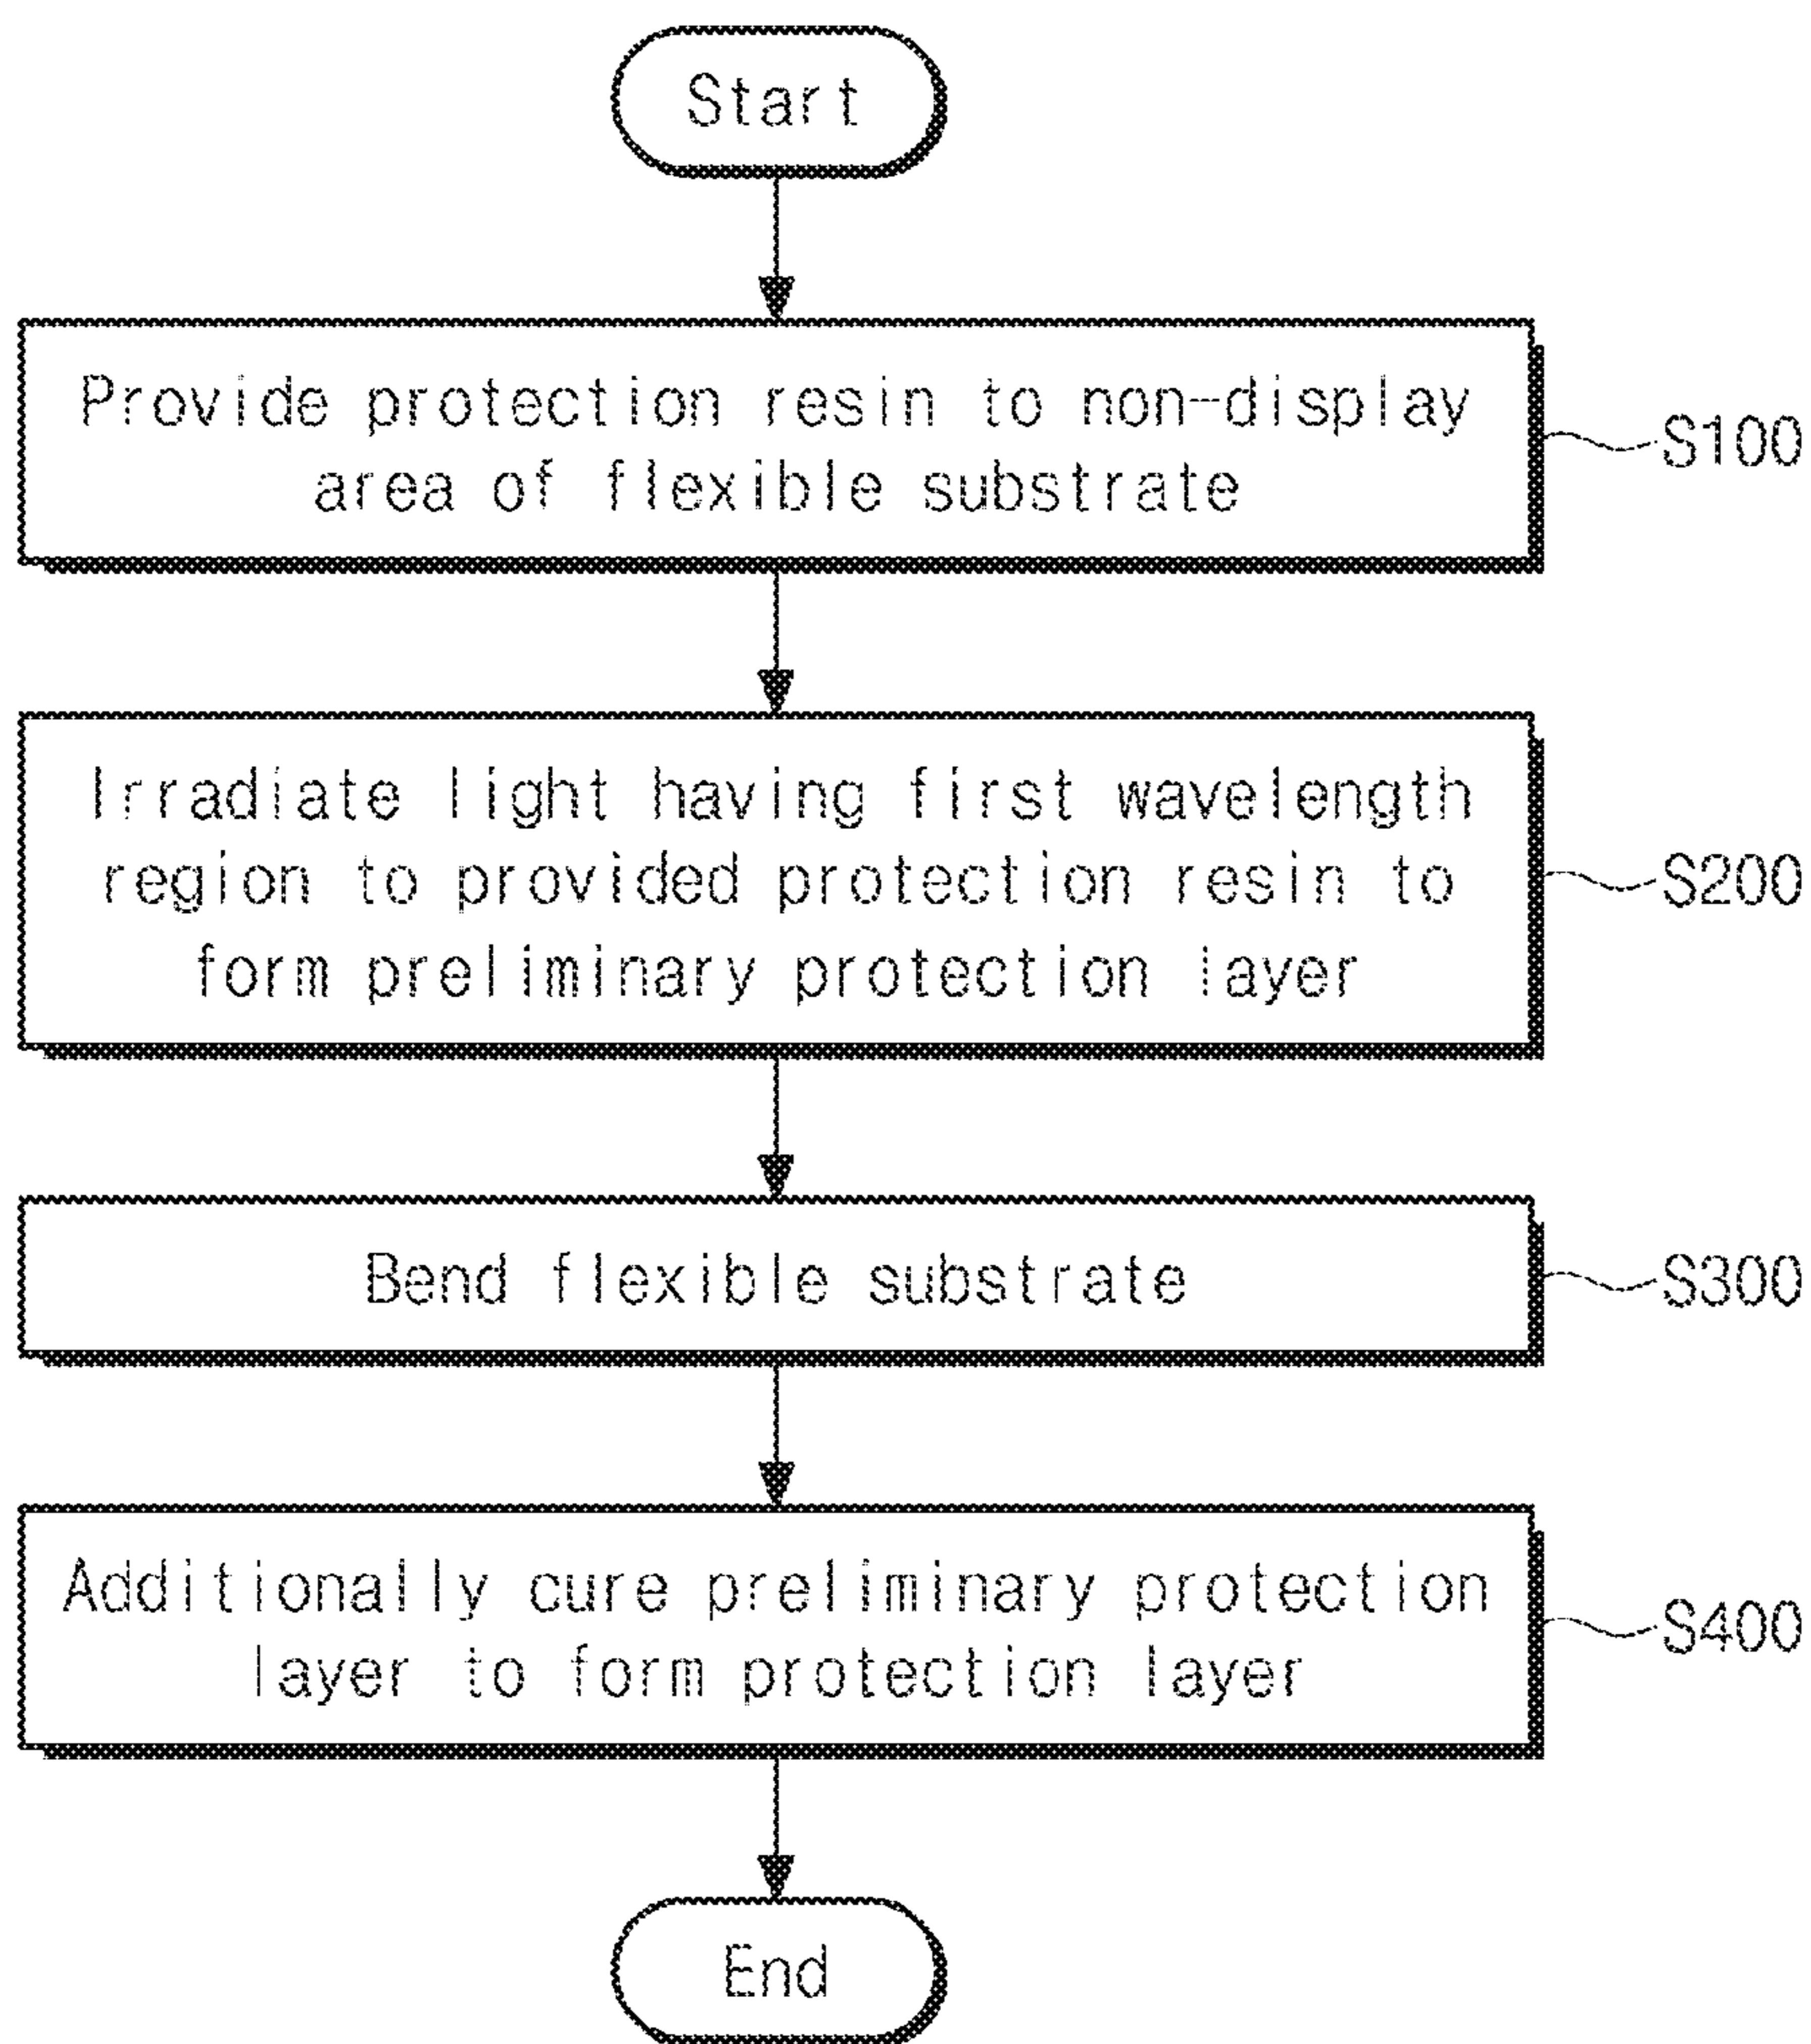 Start
Provide protection resin to non-display
area of flexible substrate
S100
Irradiate light having first wavelength
region to provided protection resin to
form preliminary protection layer
S200
Bend flexible substrate
S300
Additionally cure preliminary protection
layer to form protection layer
S400
End